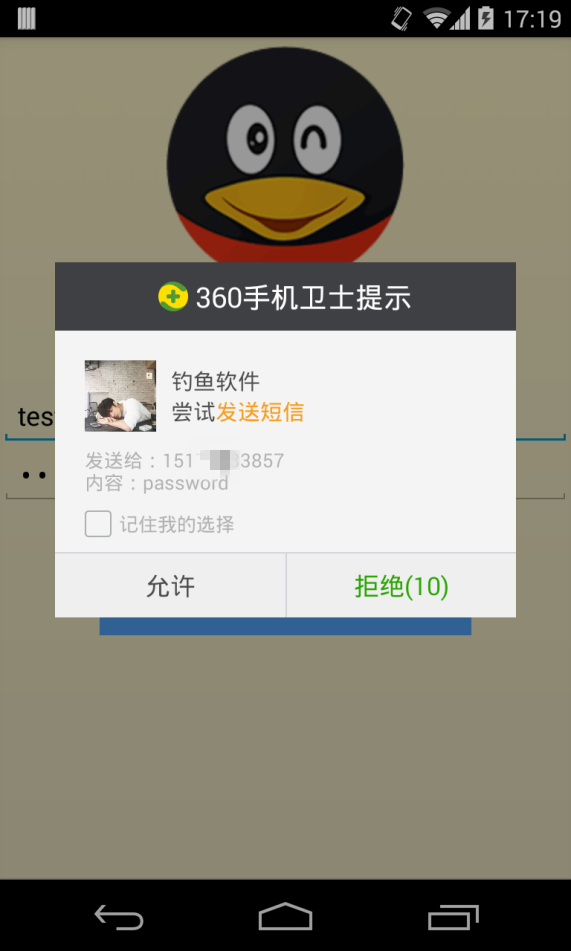 17:19
360手机卫士提示
钓鱼软件
尝试发送短信
发送给：151 3857
内容：password
记住我的选择
tes
允许
拒绝(10)